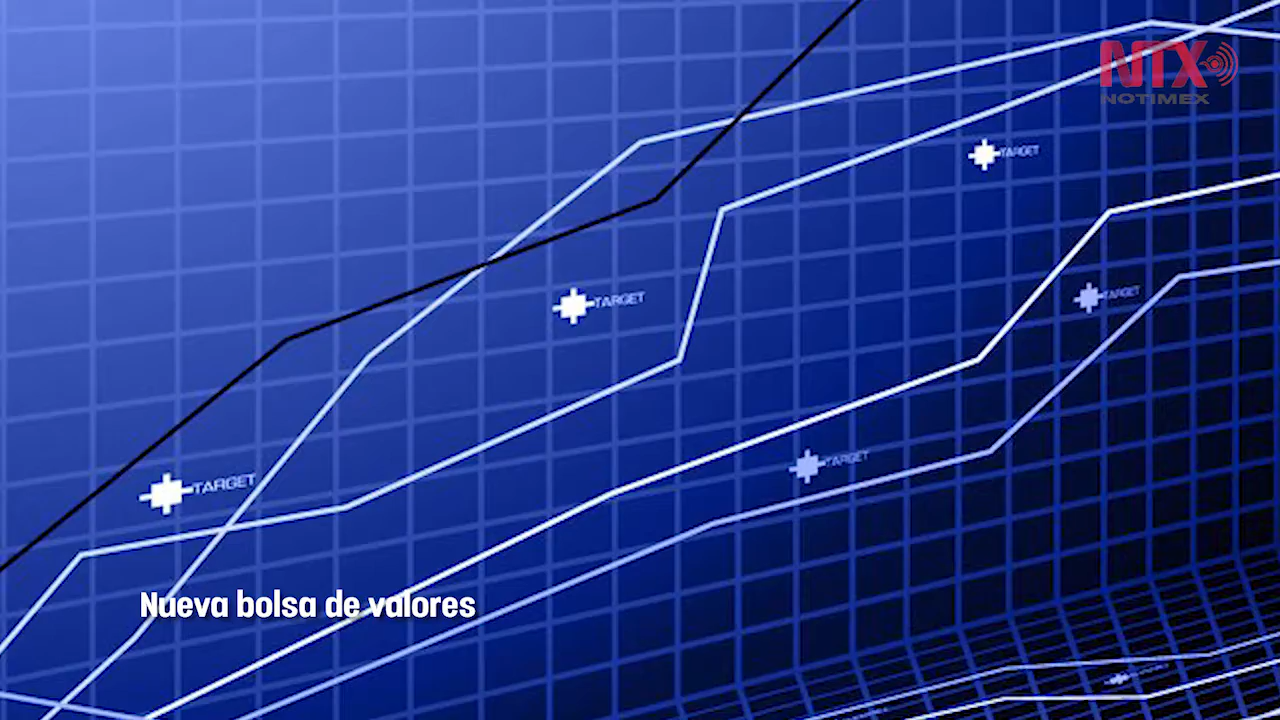 NTX
NOTIMEX
TARGET
TARGET
TARGET
TARGET
TARGET
Nueva bolsa de valores